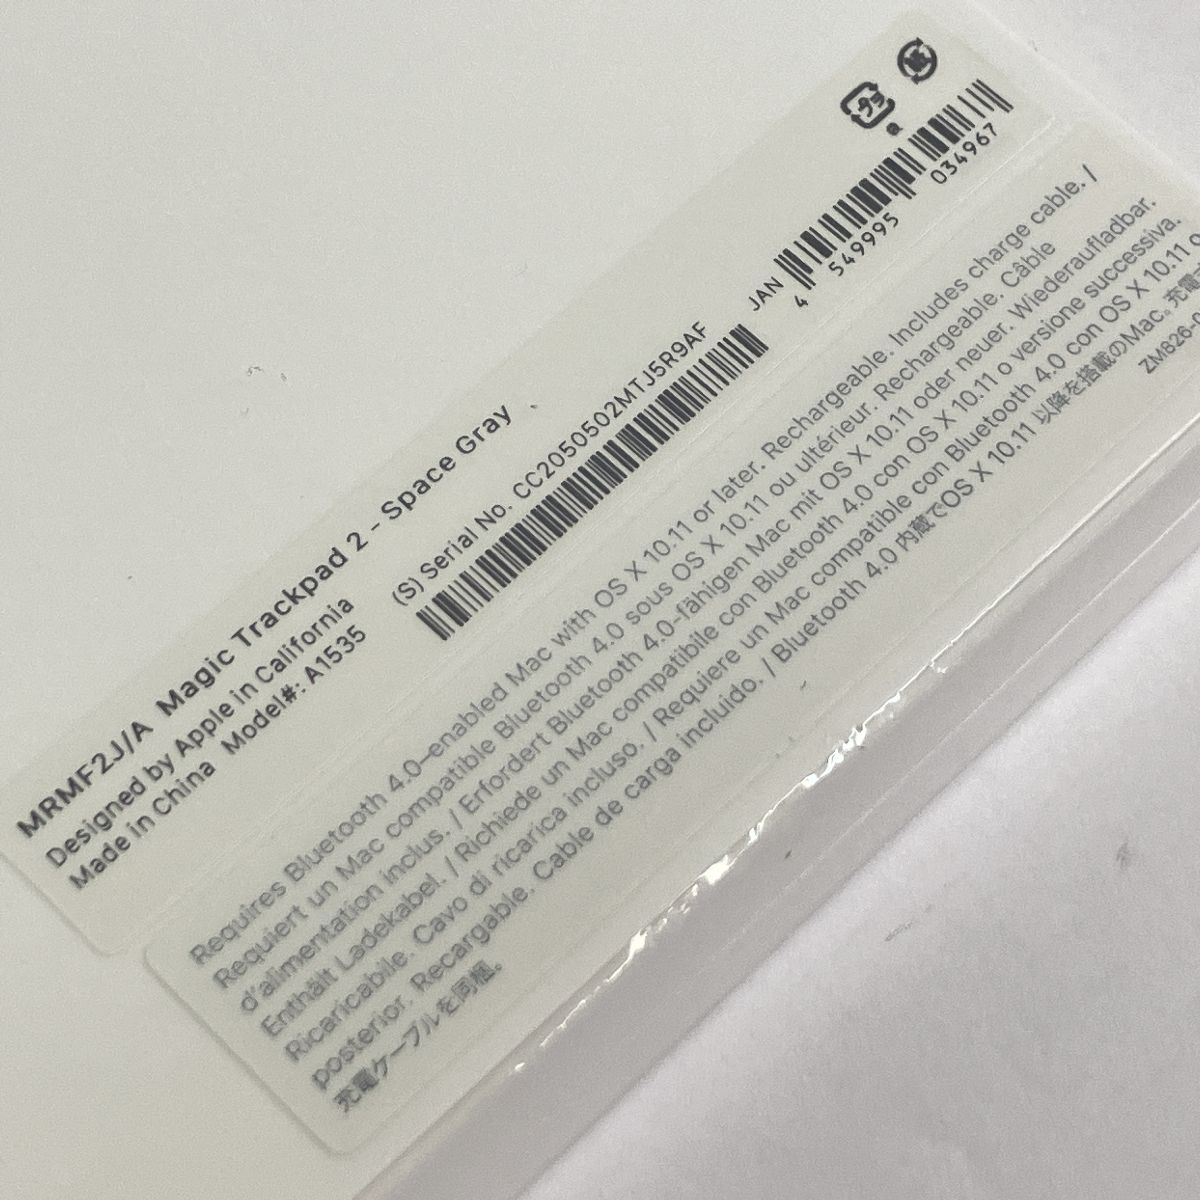 MRMF2J/A Magic Trackpad 2 - Space Gray
Designed by Apple in California
Made in China Model#: A1535
(S) Serial No. CC2050502MTJ5R9AF
JAN
4 549995 034967
プラ
紙
Requires Bluetooth 4.0-enabled Mac with OS X 10.11 or later. Rechargeable. Includes charge cable. /
Requiert un Mac compatible Bluetooth 4.0 sous OS X 10.11 ou ultérieur. Rechargeable. Câble
d'alimentation inclus. / Erfordert Bluetooth 4.0-fähigen Mac mit OS X 10.11 oder neuer. Wiederaufladbar.
Enthält Ladekabel. / Richiede un Mac compatibile con Bluetooth 4.0 con OS X 10.11 o versione successiva.
Ricaricabile. Cavo di ricarica incluso. / Requiere un Mac compatible con Bluetooth 4.0 con OS X 10.11 o
posterior. Recargable. Cable de carga incluido. / Bluetooth 4.0 内蔵でOS X 10.11 以降を搭載のMac。充電
充電ケーブルを同梱。
ZM826-0